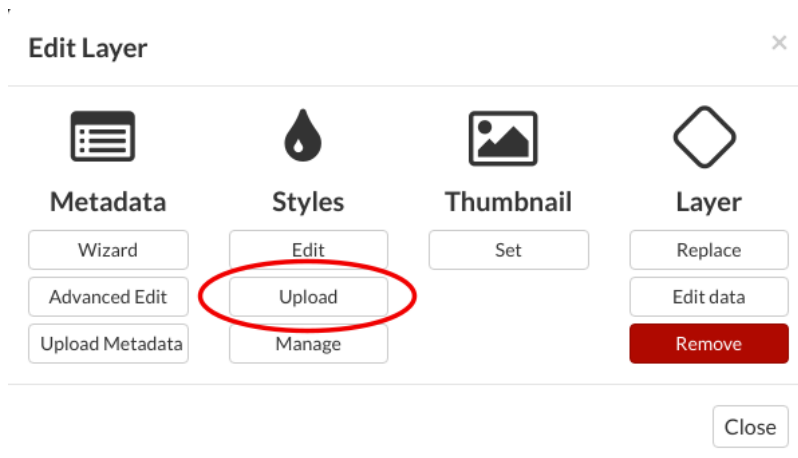 Edit Layer ×
Metadata Styles Thumbnail Layer
Wizard Edit Set Replace
Advanced Edit Upload Edit data
Upload Metadata Manage Remove
Close